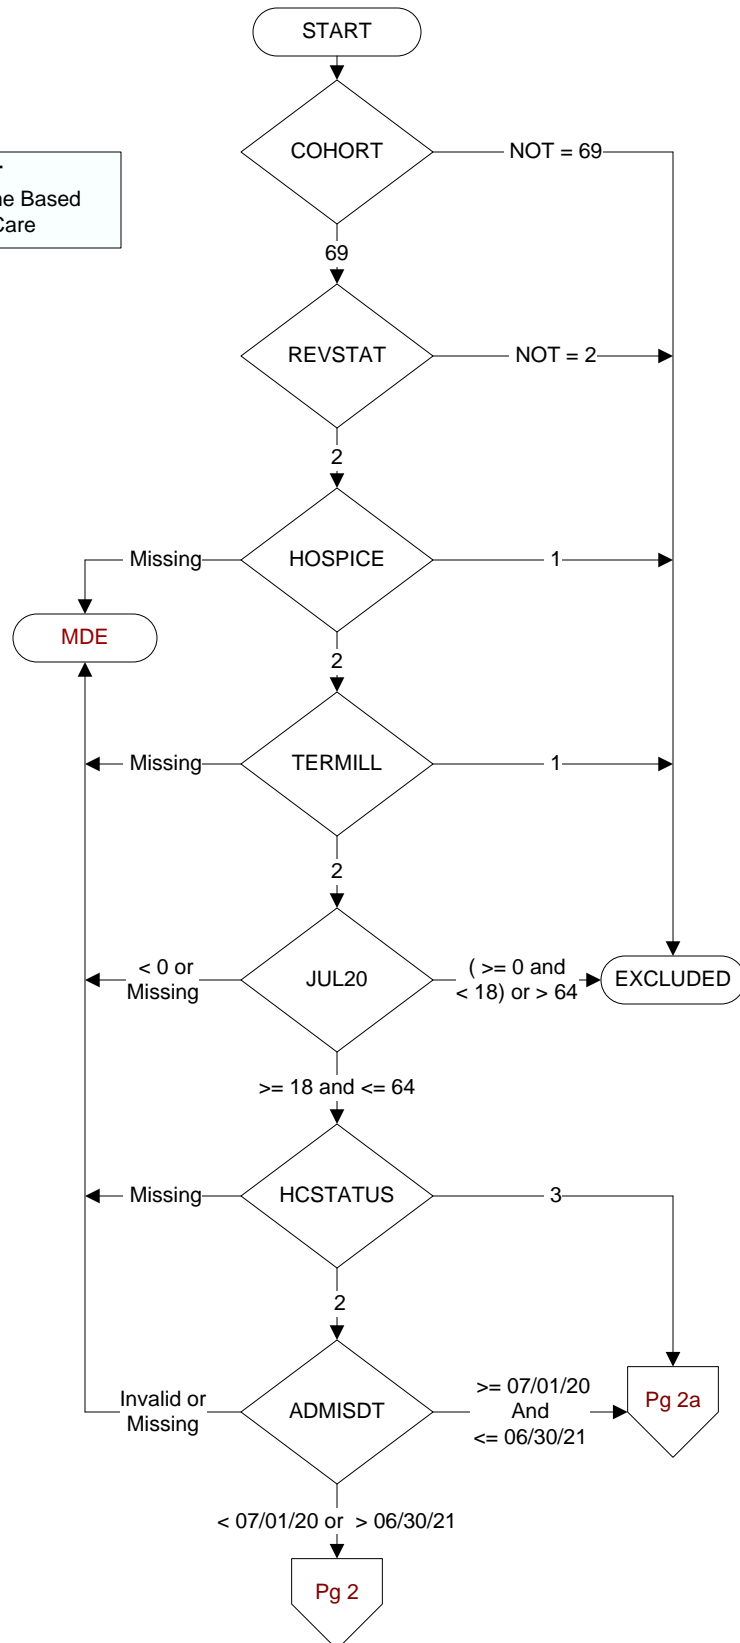 START
COHORT
NOT = 69
ne Based
Care
69
REVSTAT
NOT = 2
2
Missing
HOSPICE
1
MDE
2
Missing
TERMILL
1
2
< 0 or
Missing
JUL20
( >= 0 and
< 18) or > 64
EXCLUDED
>= 18 and <= 64
Missing
HCSTATUS
3
2
Invalid or
Missing
ADMISDT
>= 07/01/20
And
<= 06/30/21
Pg 2a
< 07/01/20 or > 06/30/21
Pg 2